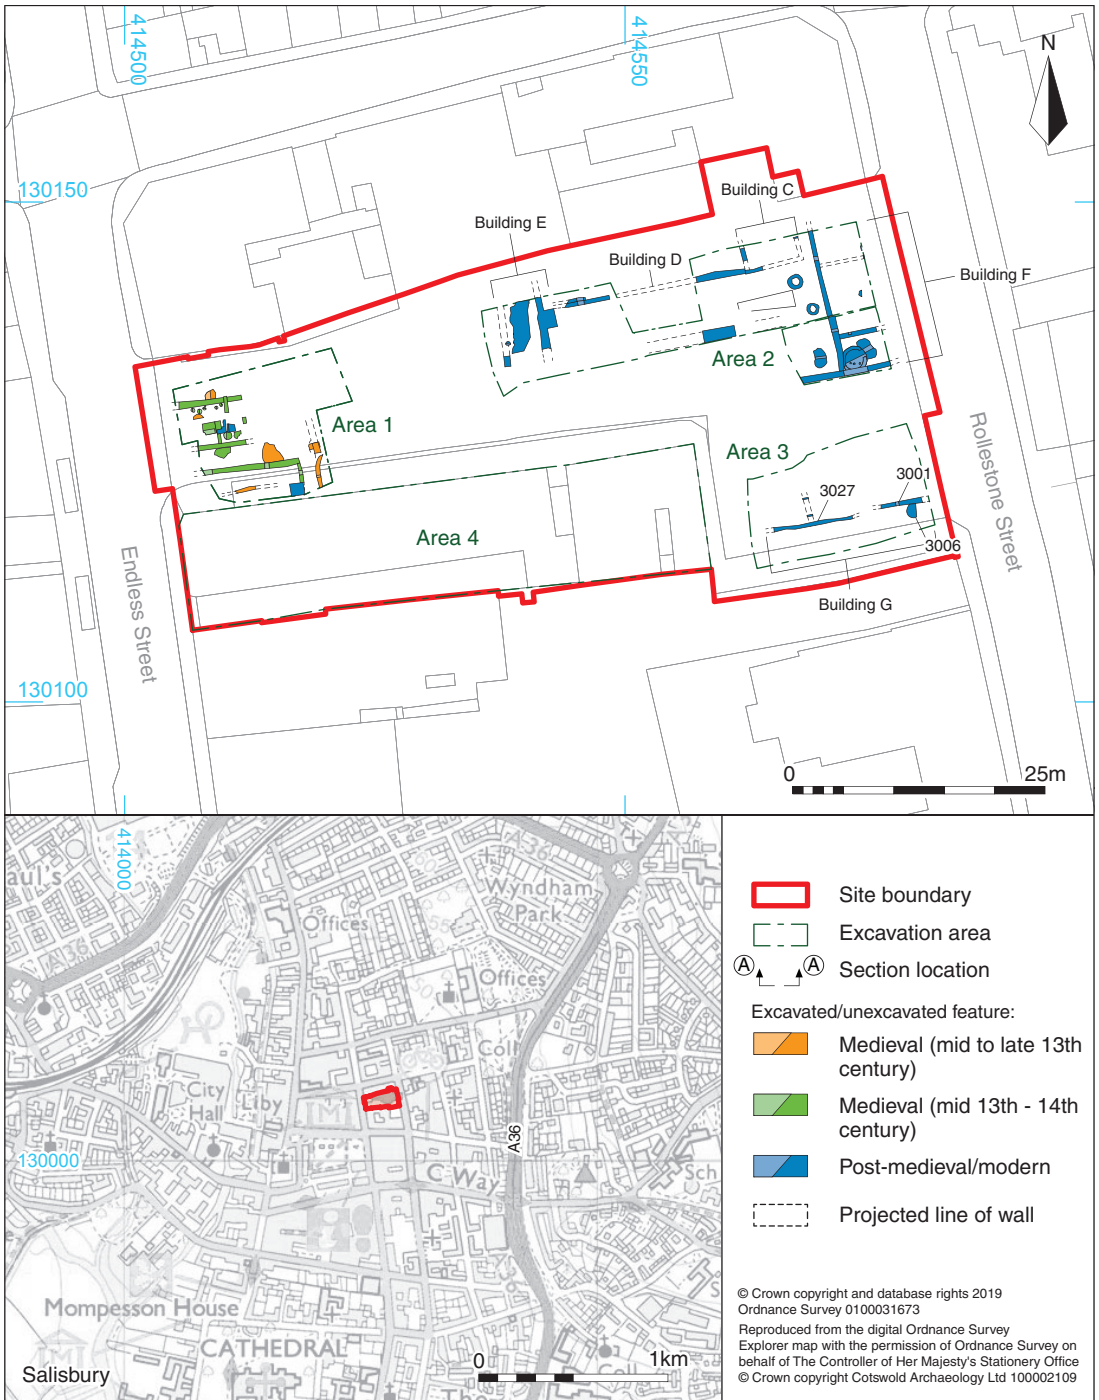 414500
414550
N
130150
Building C
Building E
Building D
Building F
Area 2
Area 1
Area 3
Rollestone Street
3001
3027
Area 4
3006
Endless Street
Building G
130100
0 25m
414000
aul's
A36
A36
Wyndham
Park
Offices
Offices
Coll
City
Hall
Liby
A36
130000
C Way
Sch
Mompesson House
CATHEDRAL
0 1km
Salisbury
The
Coll
Site boundary
Excavation area
A A
Section location
Excavated/unexcavated feature:
Medieval (mid to late 13th
century)
Medieval (mid 13th - 14th
century)
Post-medieval/modern
Projected line of wall
© Crown copyright and database rights 2019
Ordnance Survey 0100031673
Reproduced from the digital Ordnance Survey
Explorer map with the permission of Ordnance Survey on
behalf of The Controller of Her Majesty's Stationery Office
© Crown copyright Cotswold Archaeology Ltd 100002109